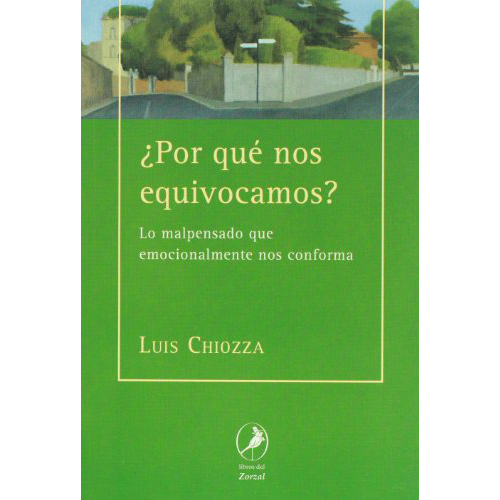 ¿Por qué nos
equivocamos?
Lo malpensado que
emocionalmente nos conforma
LUIS CHIOZZA
libros del
Zorzal